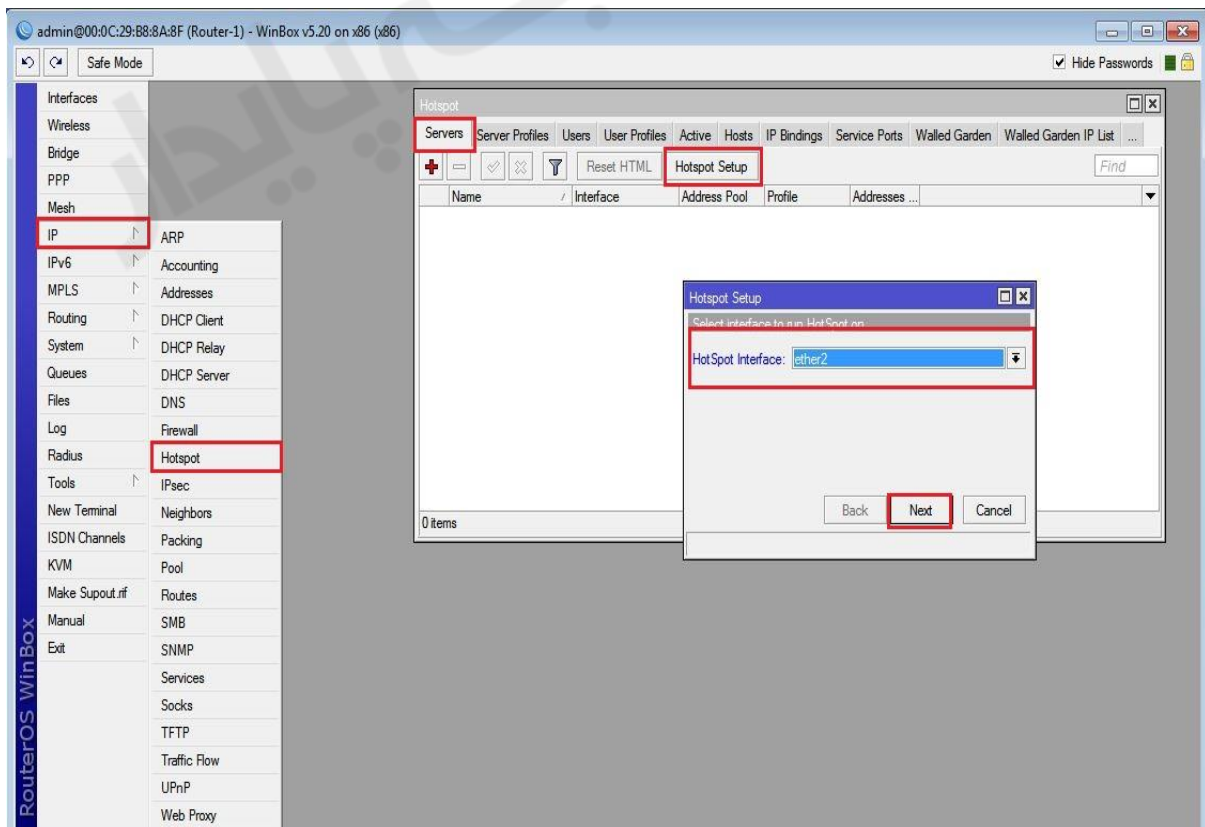 admin@00:0C:29:B8:8A:8F (Router-1) - WinBox v5.20 on x86 (x86)
Safe Mode
Hide Passwords
Interfaces
Wireless
Bridge
PPP
Mesh
IP
IPv6
MPLS
Routing
System
Queues
Files
Log
Radius
Tools
New Terminal
ISDN Channels
KVM
Make Supout.rif
Manual
Exit
RouterOS WinBox
ARP
Accounting
Addresses
DHCP Client
DHCP Relay
DHCP Server
DNS
Firewall
Hotspot
IPsec
Neighbors
Packing
Pool
Routes
SMB
SNMP
Services
Socks
TFTP
Traffic Flow
UPnP
Web Proxy
Hotspot
Servers Server Profiles Users User Profiles Active Hosts IP Bindings Service Ports Walled Garden Walled Garden IP List ...
Reset HTML Hotspot Setup Find
Name / Interface Address Pool Profile Addresses ...
0 items
Hotspot Setup
Select interface to run HotSpot on
HotSpot Interface: ether2
Back Next Cancel